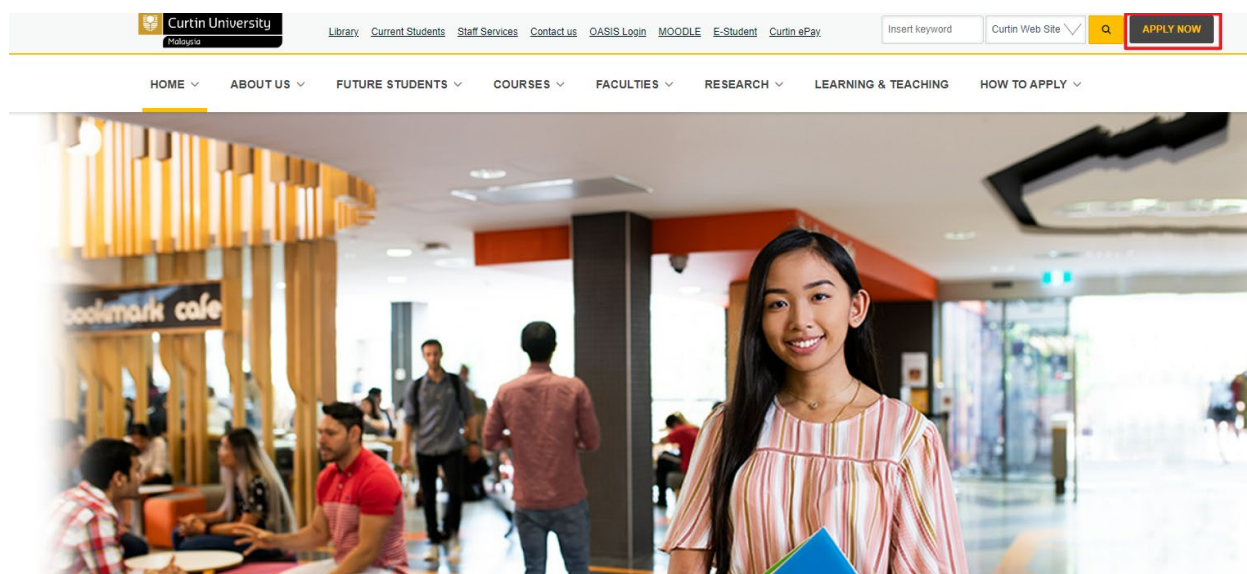 Curtin University
Malaysia
Library Current Students Staff Services Contact us OASIS Login MOODLE E-Student Curtin ePay
Insert keyword
Curtin Web Site
APPLY NOW
HOME ABOUT US FUTURE STUDENTS COURSES FACULTIES RESEARCH LEARNING & TEACHING HOW TO APPLY
bookmark cafe